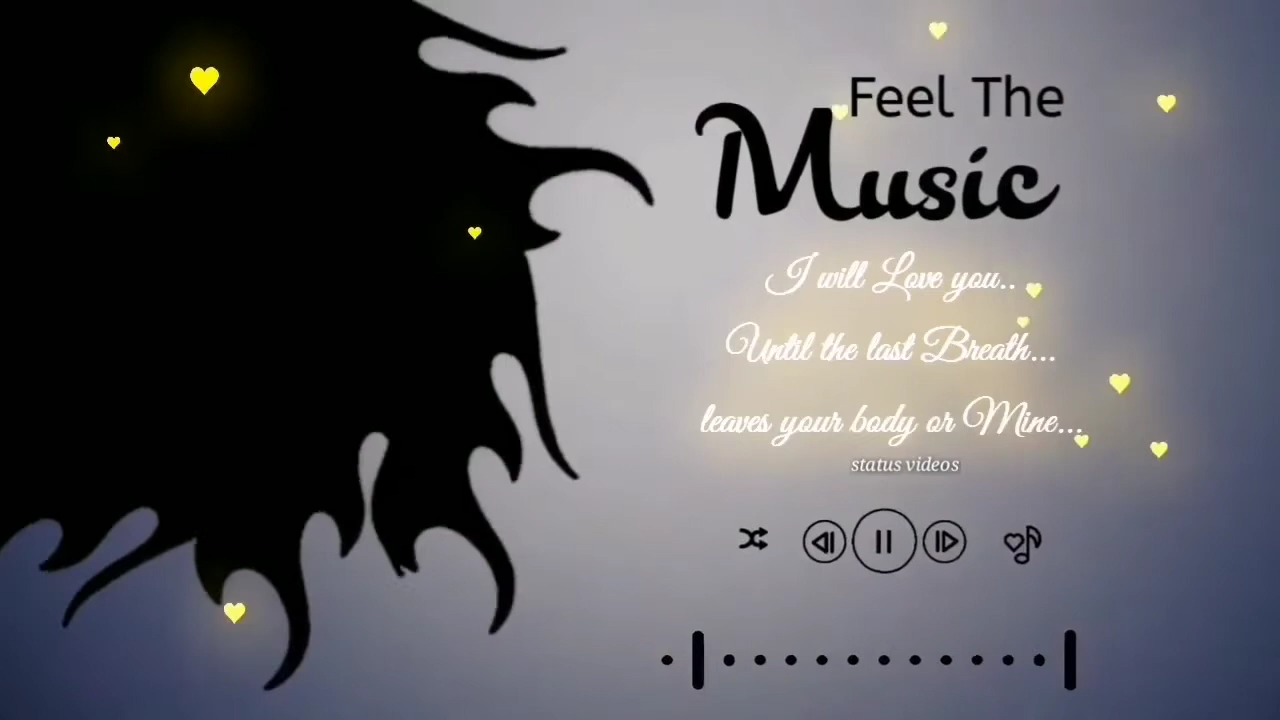 Feel The
Music
I will Love you..
Until the last Breath...
leaves your body or Mine...
status videos